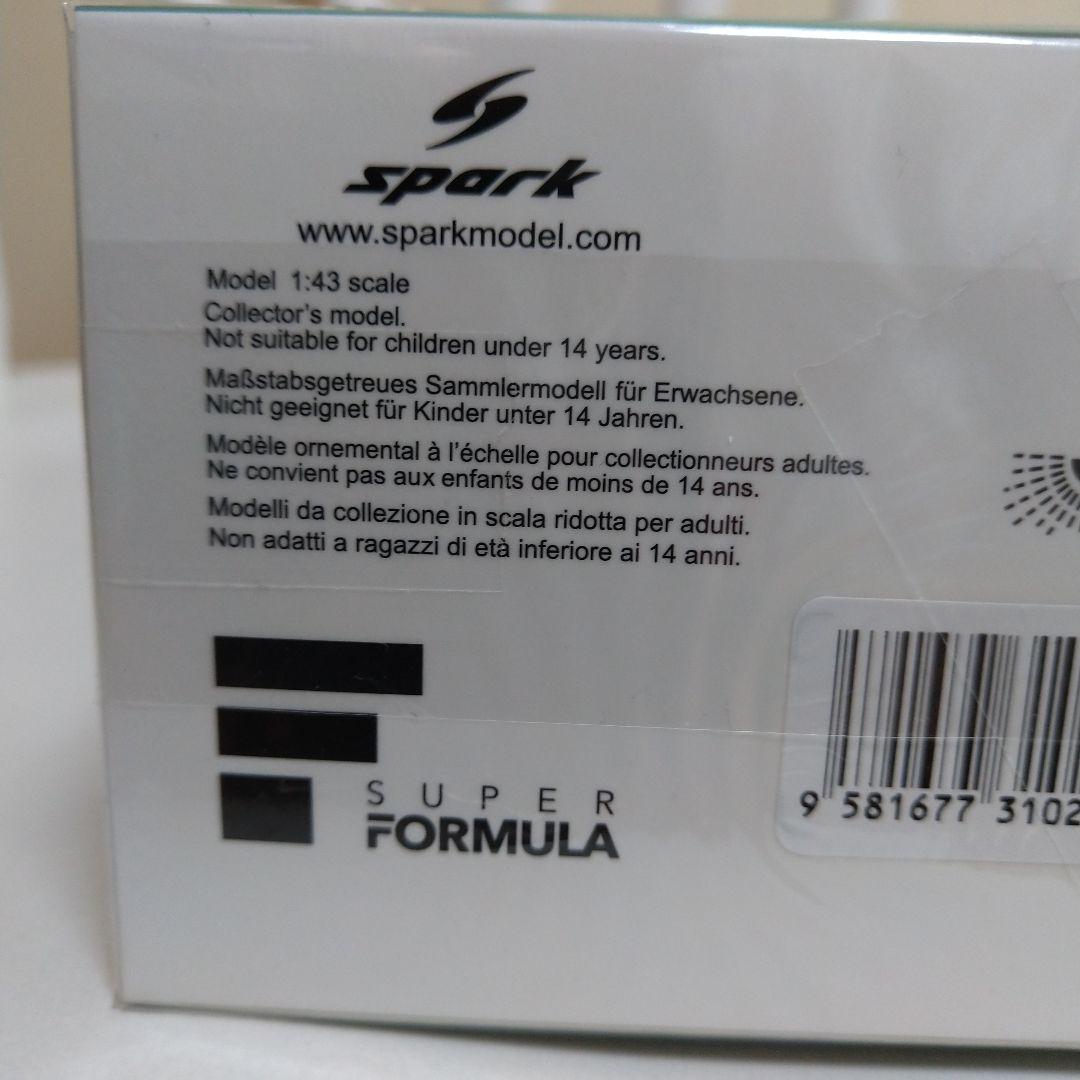 spark
www.sparkmodel.com
Model 1:43 scale
Collector's model.
Not suitable for children under 14 years.
Maßstabsgetreues Sammlermodell für Erwachsene.
Nicht geeignet für Kinder unter 14 Jahren.
Modèle ornemental à l'échelle pour collectionneurs adultes.
Ne convient pas aux enfants de moins de 14 ans.
Modelli da collezione in scala ridotta per adulti.
Non adatti a ragazzi di età inferiore ai 14 anni.
SUPER
FORMULA
9 581677 3102